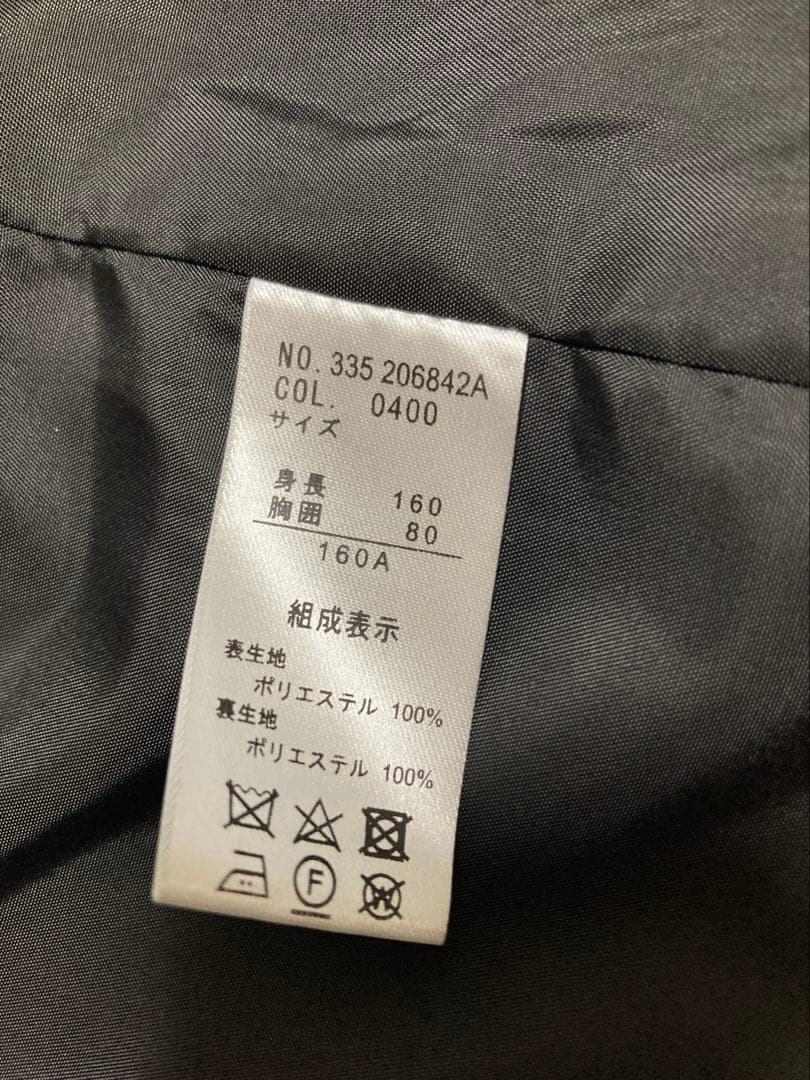 NO. 335 206842A
COL. 0400
サイズ
身長 160
胸囲 80
160A
組成表示
表生地
ポリエステル 100%
裏生地
ポリエステル 100%
F
W